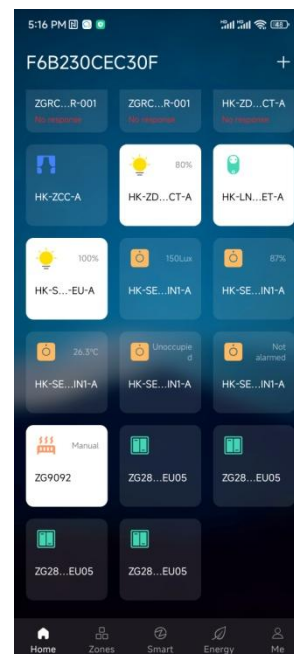 5:16 PM
F6B230CEC30F +
ZGRC...R-001
No response
ZGRC...R-001
No response
HK-ZD...CT-A
No response
HK-ZCC-A
80%
HK-ZD...CT-A
HK-LN...ET-A
100%
HK-S...-EU-A
150Lux
HK-SE...IN1-A
87%
HK-SE...IN1-A
26.3°C
HK-SE...IN1-A
Unoccupie
d
HK-SE...IN1-A
Not
alarmed
HK-SE...IN1-A
Manual
ZG9092
ZG28...EU05
ZG28...EU05
ZG28...EU05
ZG28...EU05
Home Zones Smart Energy Me